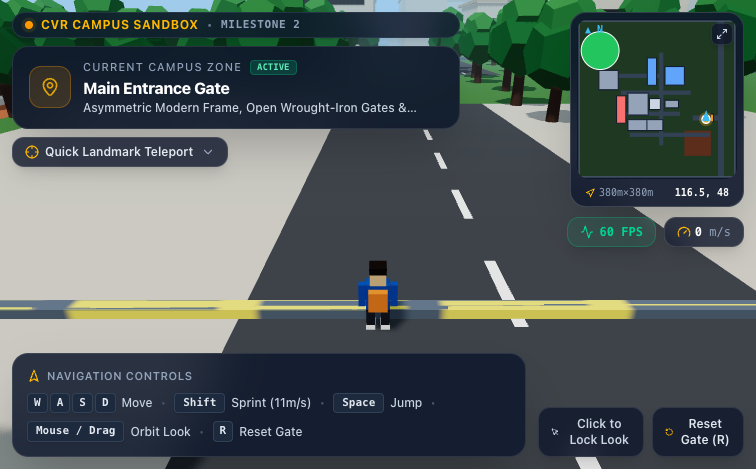 CVR CAMPUS SANDBOX • MILESTONE 2
CURRENT CAMPUS ZONE ACTIVE
Main Entrance Gate
Asymmetric Modern Frame, Open Wrought-Iron Gates &...
Quick Landmark Teleport
N
380m×380m 116.5, 48
60 FPS 0 m/s
NAVIGATION CONTROLS
W A S D Move • Shift Sprint (11m/s) • Space Jump •
Mouse / Drag Orbit Look • R Reset Gate
Click to
Lock Look
Reset
Gate (R)